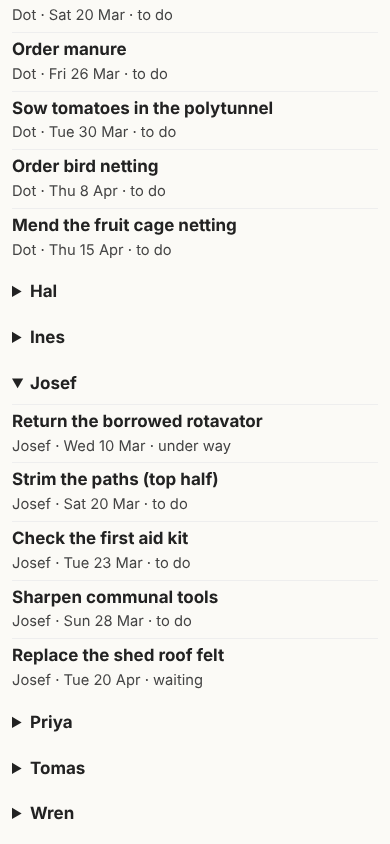 Dot · Sat 20 Mar · to do
Order manure
Dot · Fri 26 Mar · to do
Sow tomatoes in the polytunnel
Dot · Tue 30 Mar · to do
Order bird netting
Dot · Thu 8 Apr · to do
Mend the fruit cage netting
Dot · Thu 15 Apr · to do
Hal
Ines
Josef
Return the borrowed rotavator
Josef · Wed 10 Mar · under way
Strim the paths (top half)
Josef · Sat 20 Mar · to do
Check the first aid kit
Josef · Tue 23 Mar · to do
Sharpen communal tools
Josef · Sun 28 Mar · to do
Replace the shed roof felt
Josef · Tue 20 Apr · waiting
Priya
Tomas
Wren